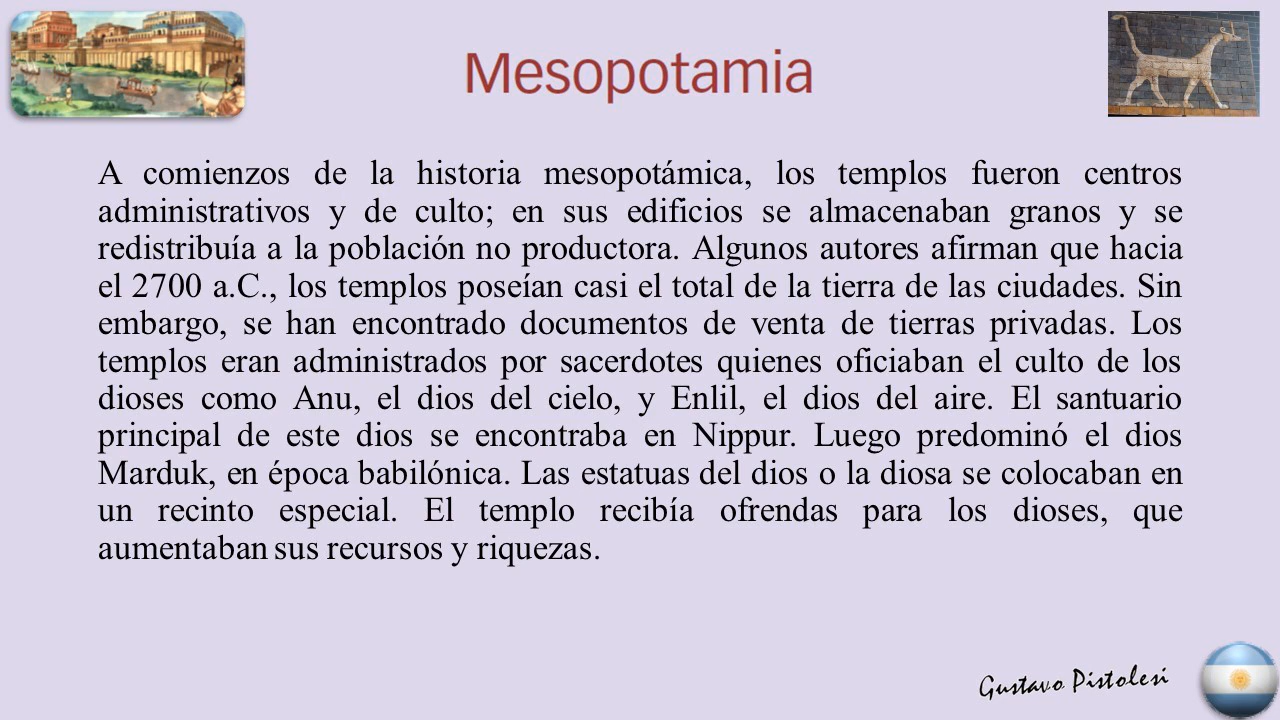 Mesopotamia
A comienzos de la historia mesopotámica, los templos fueron centros
administrativos y de culto; en sus edificios se almacenaban granos y se
redistribuía a la población no productora. Algunos autores afirman que hacia
el 2700 a.C., los templos poseían casi el total de la tierra de las ciudades. Sin
embargo, se han encontrado documentos de venta de tierras privadas. Los
templos eran administrados por sacerdotes quienes oficiaban el culto de los
dioses como Anu, el dios del cielo, y Enlil, el dios del aire. El santuario
principal de este dios se encontraba en Nippur. Luego predominó el dios
Marduk, en época babilónica. Las estatuas del dios o la diosa se colocaban en
un recinto especial. El templo recibía ofrendas para los dioses, que
aumentaban sus recursos y riquezas.
Gustavo Pistolesi